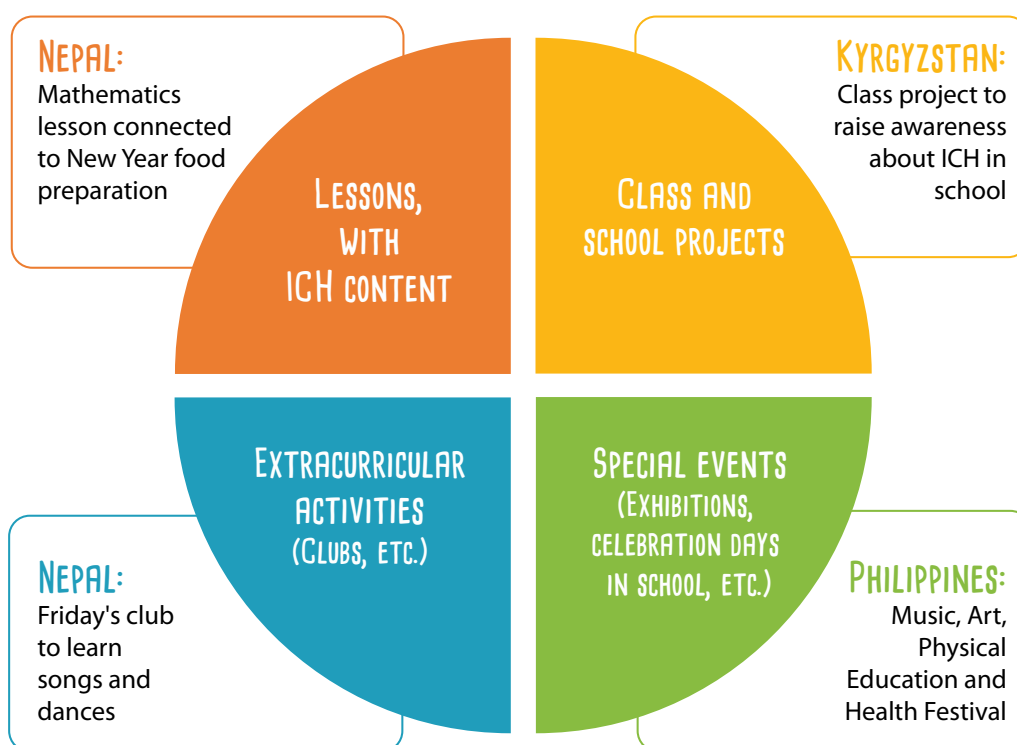 NEPAL:
Mathematics
lesson connected
to New Year food
preparation
LESSONS,
WITH
ICH CONTENT
CLASS AND
SCHOOL PROJECTS
KYRGYZSTAN:
Class project to
raise awareness
about ICH in
school
NEPAL:
Friday's club
to learn
songs and
dances
EXTRACURRICULAR
ACTIVITIES
(CLUBS, ETC.)
SPECIAL EVENTS
(EXHIBITIONS,
CELEBRATION DAYS
IN SCHOOL, ETC.)
PHILIPPINES:
Music, Art,
Physical
Education and
Health Festival